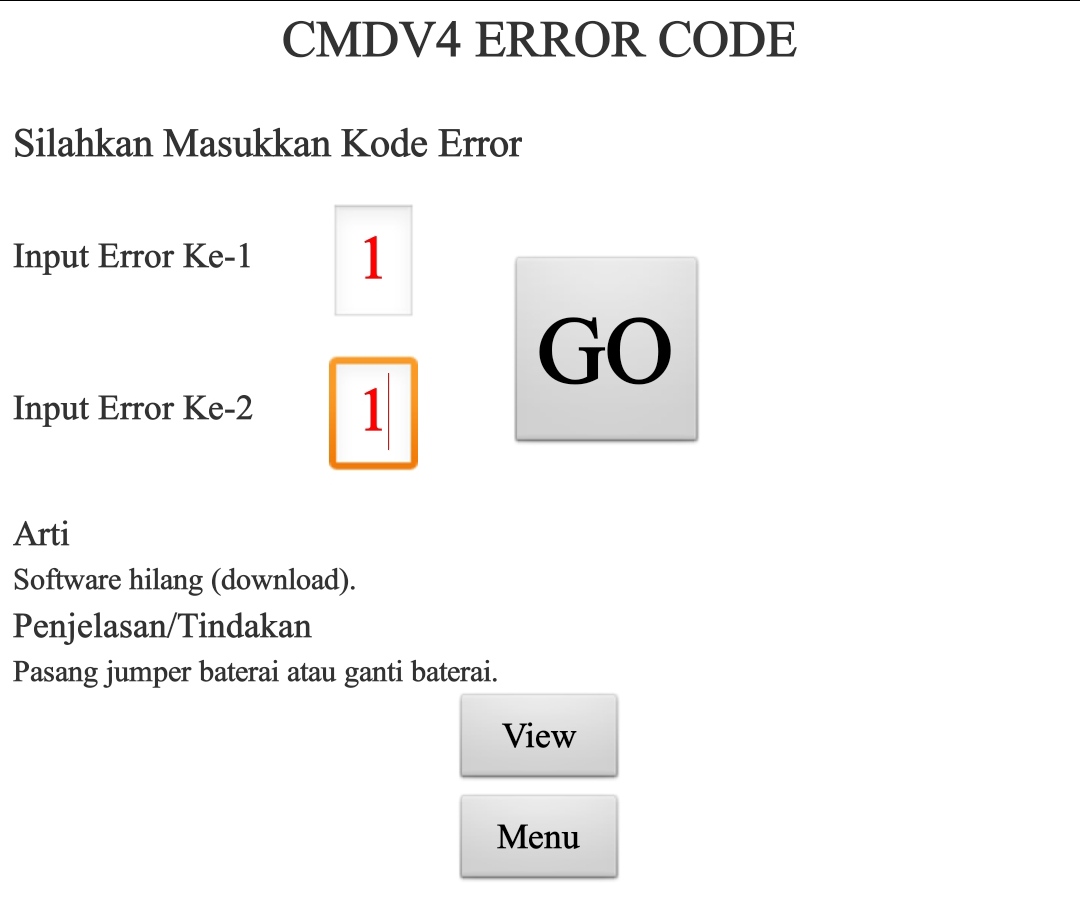 CMDV4 ERROR CODE
Silahkan Masukkan Kode Error
Input Error Ke-1
1
GO
Input Error Ke-2
1
Arti
Software hilang (download).
Penjelasan/Tindakan
Pasang jumper baterai atau ganti baterai.
View
Menu